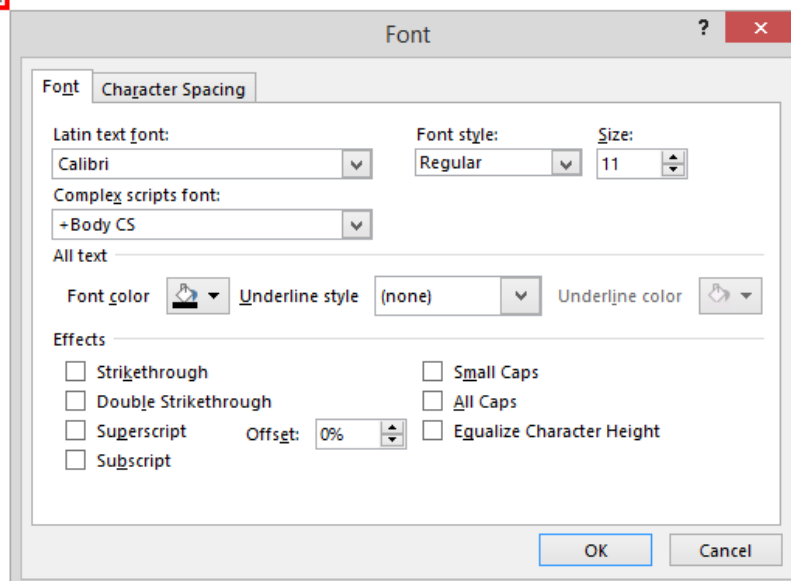 Font ? ×
Font Character Spacing
Latin text font: Font style: Size:
Calibri Regular 11
Complex scripts font:
+Body CS
All text
Font color Underline style (none) Underline color
Effects
Strikethrough Small Caps
Double Strikethrough All Caps
Superscript Offset: 0% Equalize Character Height
Subscript
OK Cancel